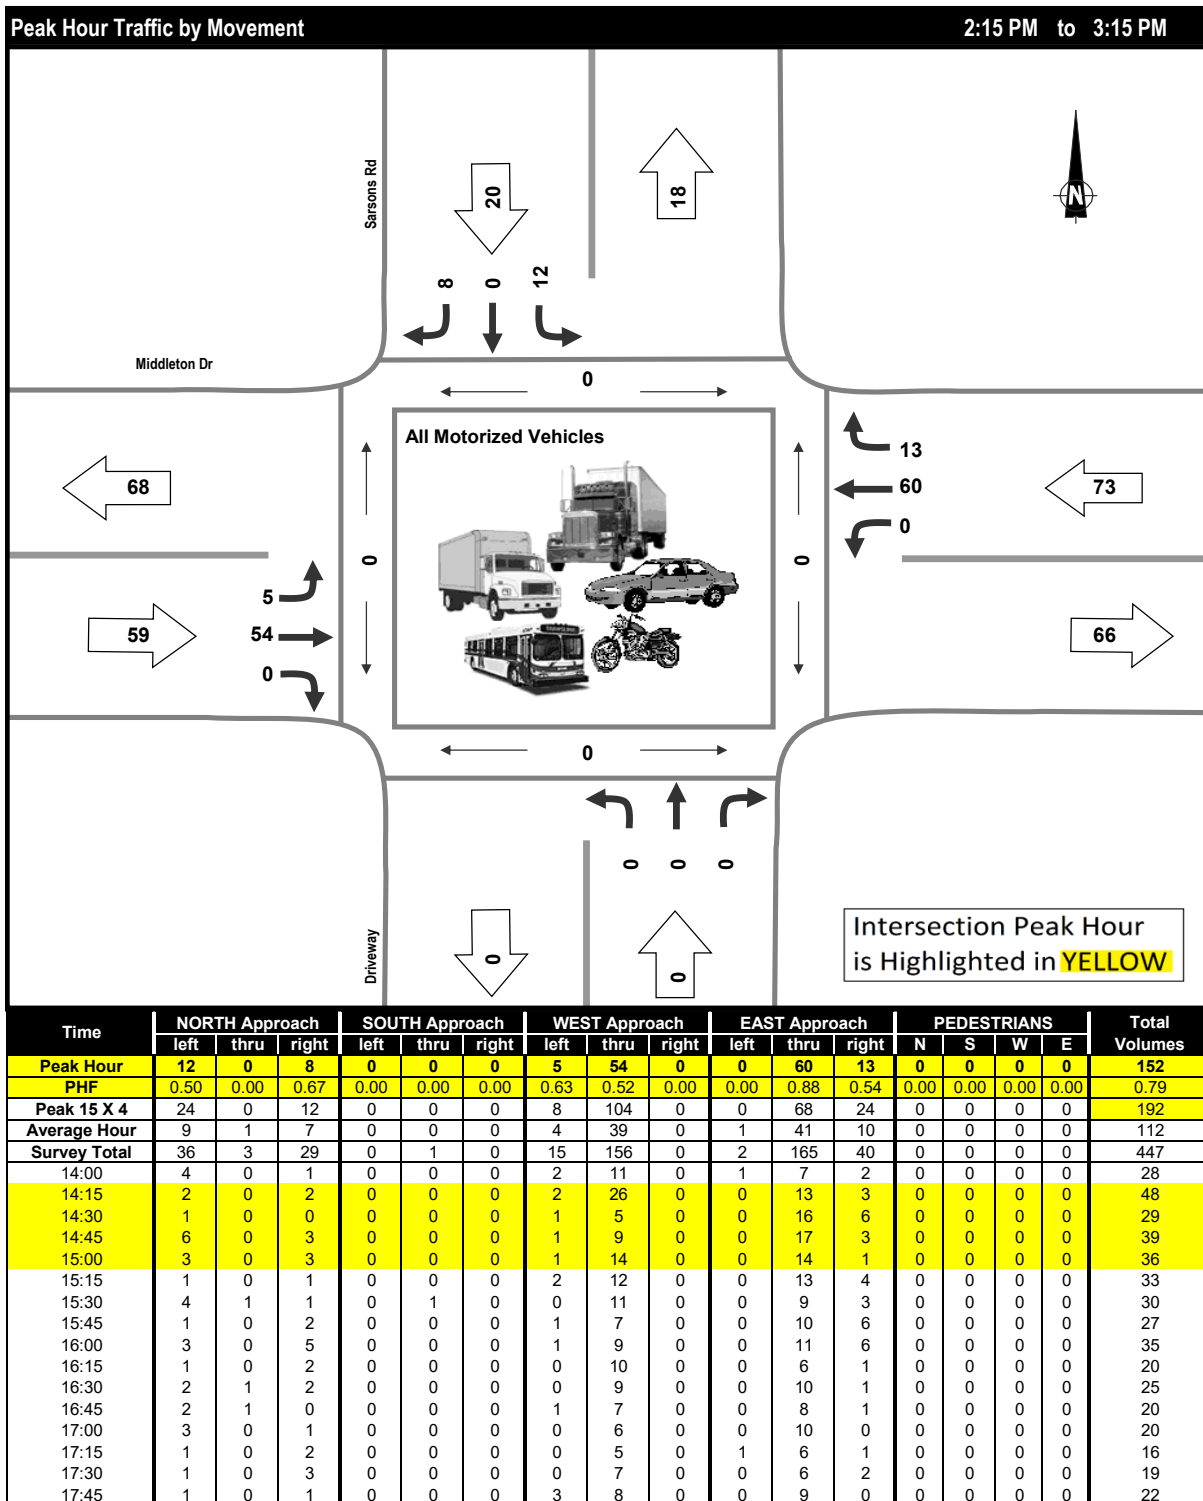 Peak Hour Traffic by Movement 2:15 PM to 3:15 PM
Sarsons Rd
20
18
N
8 0 12
Middleton Dr
0
All Motorized Vehicles
13
68
60
73
0
0
0
5
59
54
66
0
0
0 0 0
Driveway
0
0
Intersection Peak Hour
is Highlighted in YELLOW
Time NORTH Approach SOUTH Approach WEST Approach EAST Approach PEDESTRIANS Total
left thru right left thru right left thru right left thru right N S W E Volumes
Peak Hour 12 0 8 0 0 0 5 54 0 0 60 13 0 0 0 0 152
PHF 0.50 0.00 0.67 0.00 0.00 0.00 0.63 0.52 0.00 0.00 0.88 0.54 0.00 0.00 0.00 0.00 0.79
Peak 15 X 4 24 0 12 0 0 0 8 104 0 0 68 24 0 0 0 0 192
Average Hour 9 1 7 0 0 0 4 39 0 1 41 10 0 0 0 0 112
Survey Total 36 3 29 0 1 0 15 156 0 2 165 40 0 0 0 0 447
14:00 4 0 1 0 0 0 2 11 0 1 7 2 0 0 0 0 28
14:15 2 0 2 0 0 0 2 26 0 0 13 3 0 0 0 0 48
14:30 1 0 0 0 0 0 1 5 0 0 16 6 0 0 0 0 29
14:45 6 0 3 0 0 0 1 9 0 0 17 3 0 0 0 0 39
15:00 3 0 3 0 0 0 1 14 0 0 14 1 0 0 0 0 36
15:15 1 0 1 0 0 0 2 12 0 0 13 4 0 0 0 0 33
15:30 4 1 1 0 1 0 0 11 0 0 9 3 0 0 0 0 30
15:45 1 0 2 0 0 0 1 7 0 0 10 6 0 0 0 0 27
16:00 3 0 5 0 0 0 1 9 0 0 11 6 0 0 0 0 35
16:15 1 0 2 0 0 0 0 10 0 0 6 1 0 0 0 0 20
16:30 2 1 2 0 0 0 0 9 0 0 10 1 0 0 0 0 25
16:45 2 1 0 0 0 0 1 7 0 0 8 1 0 0 0 0 20
17:00 3 0 1 0 0 0 0 6 0 0 10 0 0 0 0 0 20
17:15 1 0 2 0 0 0 0 5 0 1 6 1 0 0 0 0 16
17:30 1 0 3 0 0 0 0 7 0 0 6 2 0 0 0 0 19
17:45 1 0 1 0 0 0 3 8 0 0 9 0 0 0 0 0 22